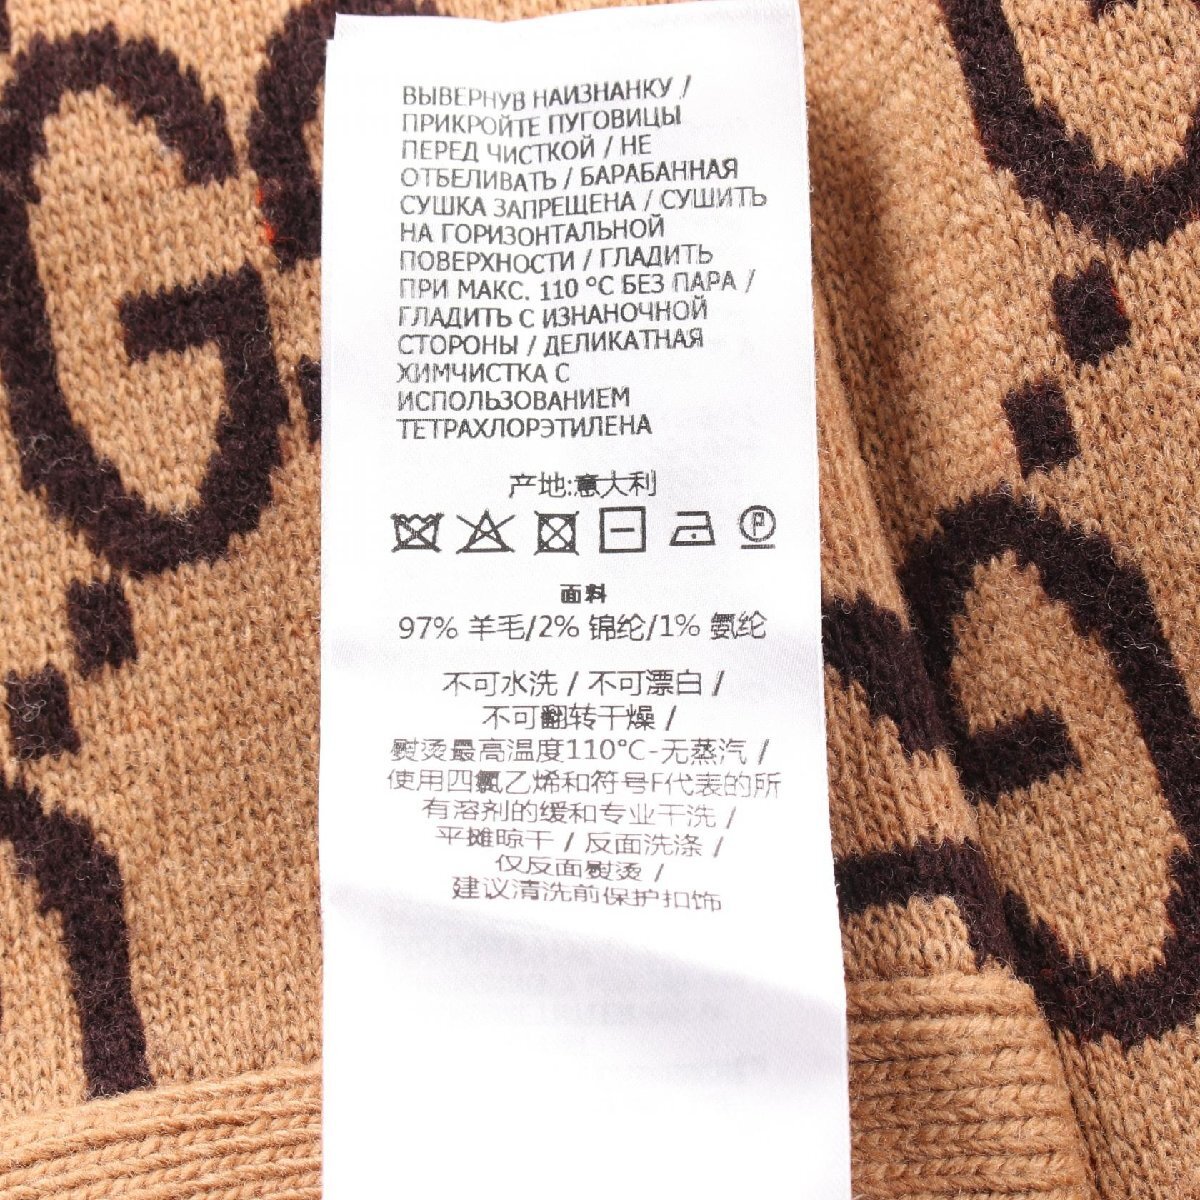 ВЫВЕРНУВ НАИЗНАНКУ /
ПРИКРОЙТЕ ПУГОВИЦЫ
ПЕРЕД ЧИСТКОЙ / НЕ
ОТБЕЛИВАТЬ / БАРАБАННАЯ
СУШКА ЗАПРЕЩЕНА / СУШИТЬ
НА ГОРИЗОНТАЛЬНОЙ
ПОВЕРХНОСТИ / ГЛАДИТЬ
ПРИ МАКС. 110 °C БЕЗ ПАРА /
ГЛАДИТЬ С ИЗНАНОЧНОЙ
СТОРОНЫ / ДЕЛИКАТНАЯ
ХИМЧИСТКА С
ИСПОЛЬЗОВАНИЕМ
ТЕТРАХЛОРЭТИЛЕНА
产地:意大利
P
面料
97% 羊毛/2% 锦纶/1% 氨纶
不可水洗 / 不可漂白 /
不可翻转干燥 /
熨烫最高温度110°C-无蒸汽 /
使用四氯乙烯和符号F代表的所
有溶剂的缓和专业干洗 /
平摊晾干 / 反面洗涤 /
仅反面熨烫 /
建议清洗前保护扣饰